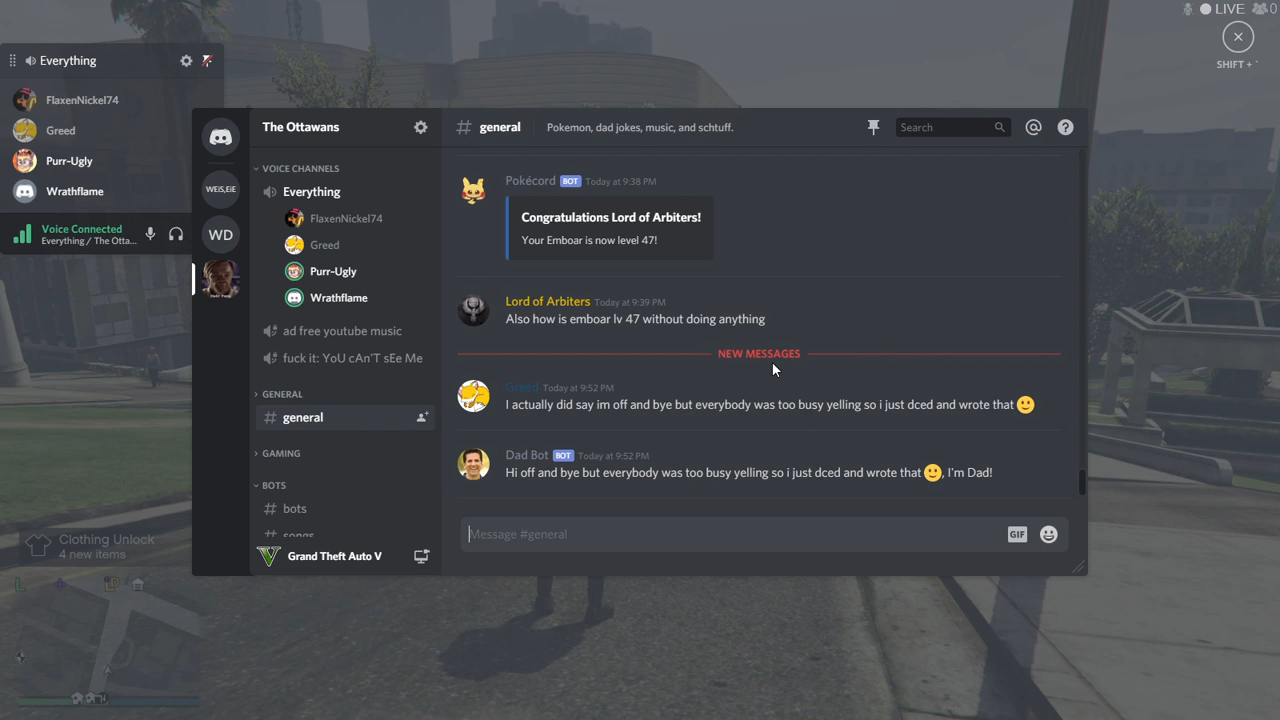 LIVE 0
SHIFT + `
Everything
FlaxenNickel74
Greed
Purr-Ugly
Wrathflame
Voice Connected
Everything / The Otta...
WEiS,EiE
WD
The Ottawans
VOICE CHANNELS
Everything
FlaxenNickel74
Greed
Purr-Ugly
Wrathflame
ad free youtube music
fuck it: YoU cAn'T sEe Me
GENERAL
# general
GAMING
BOTS
# bots
# songs
Grand Theft Auto V
# general Pokemon, dad jokes, music, and schtuff.
Search
Pokécord BOT Today at 9:38 PM
Congratulations Lord of Arbiters!
Your Emboar is now level 47!
Lord of Arbiters Today at 9:39 PM
Also how is emboar lv 47 without doing anything
NEW MESSAGES
Greed Today at 9:52 PM
I actually did say im off and bye but everybody was too busy yelling so i just dced and wrote that 🙂
Dad Bot BOT Today at 9:52 PM
Hi off and bye but everybody was too busy yelling so i just dced and wrote that 🙂, I'm Dad!
Message #general
GIF
Clothing Unlock
4 new items
L